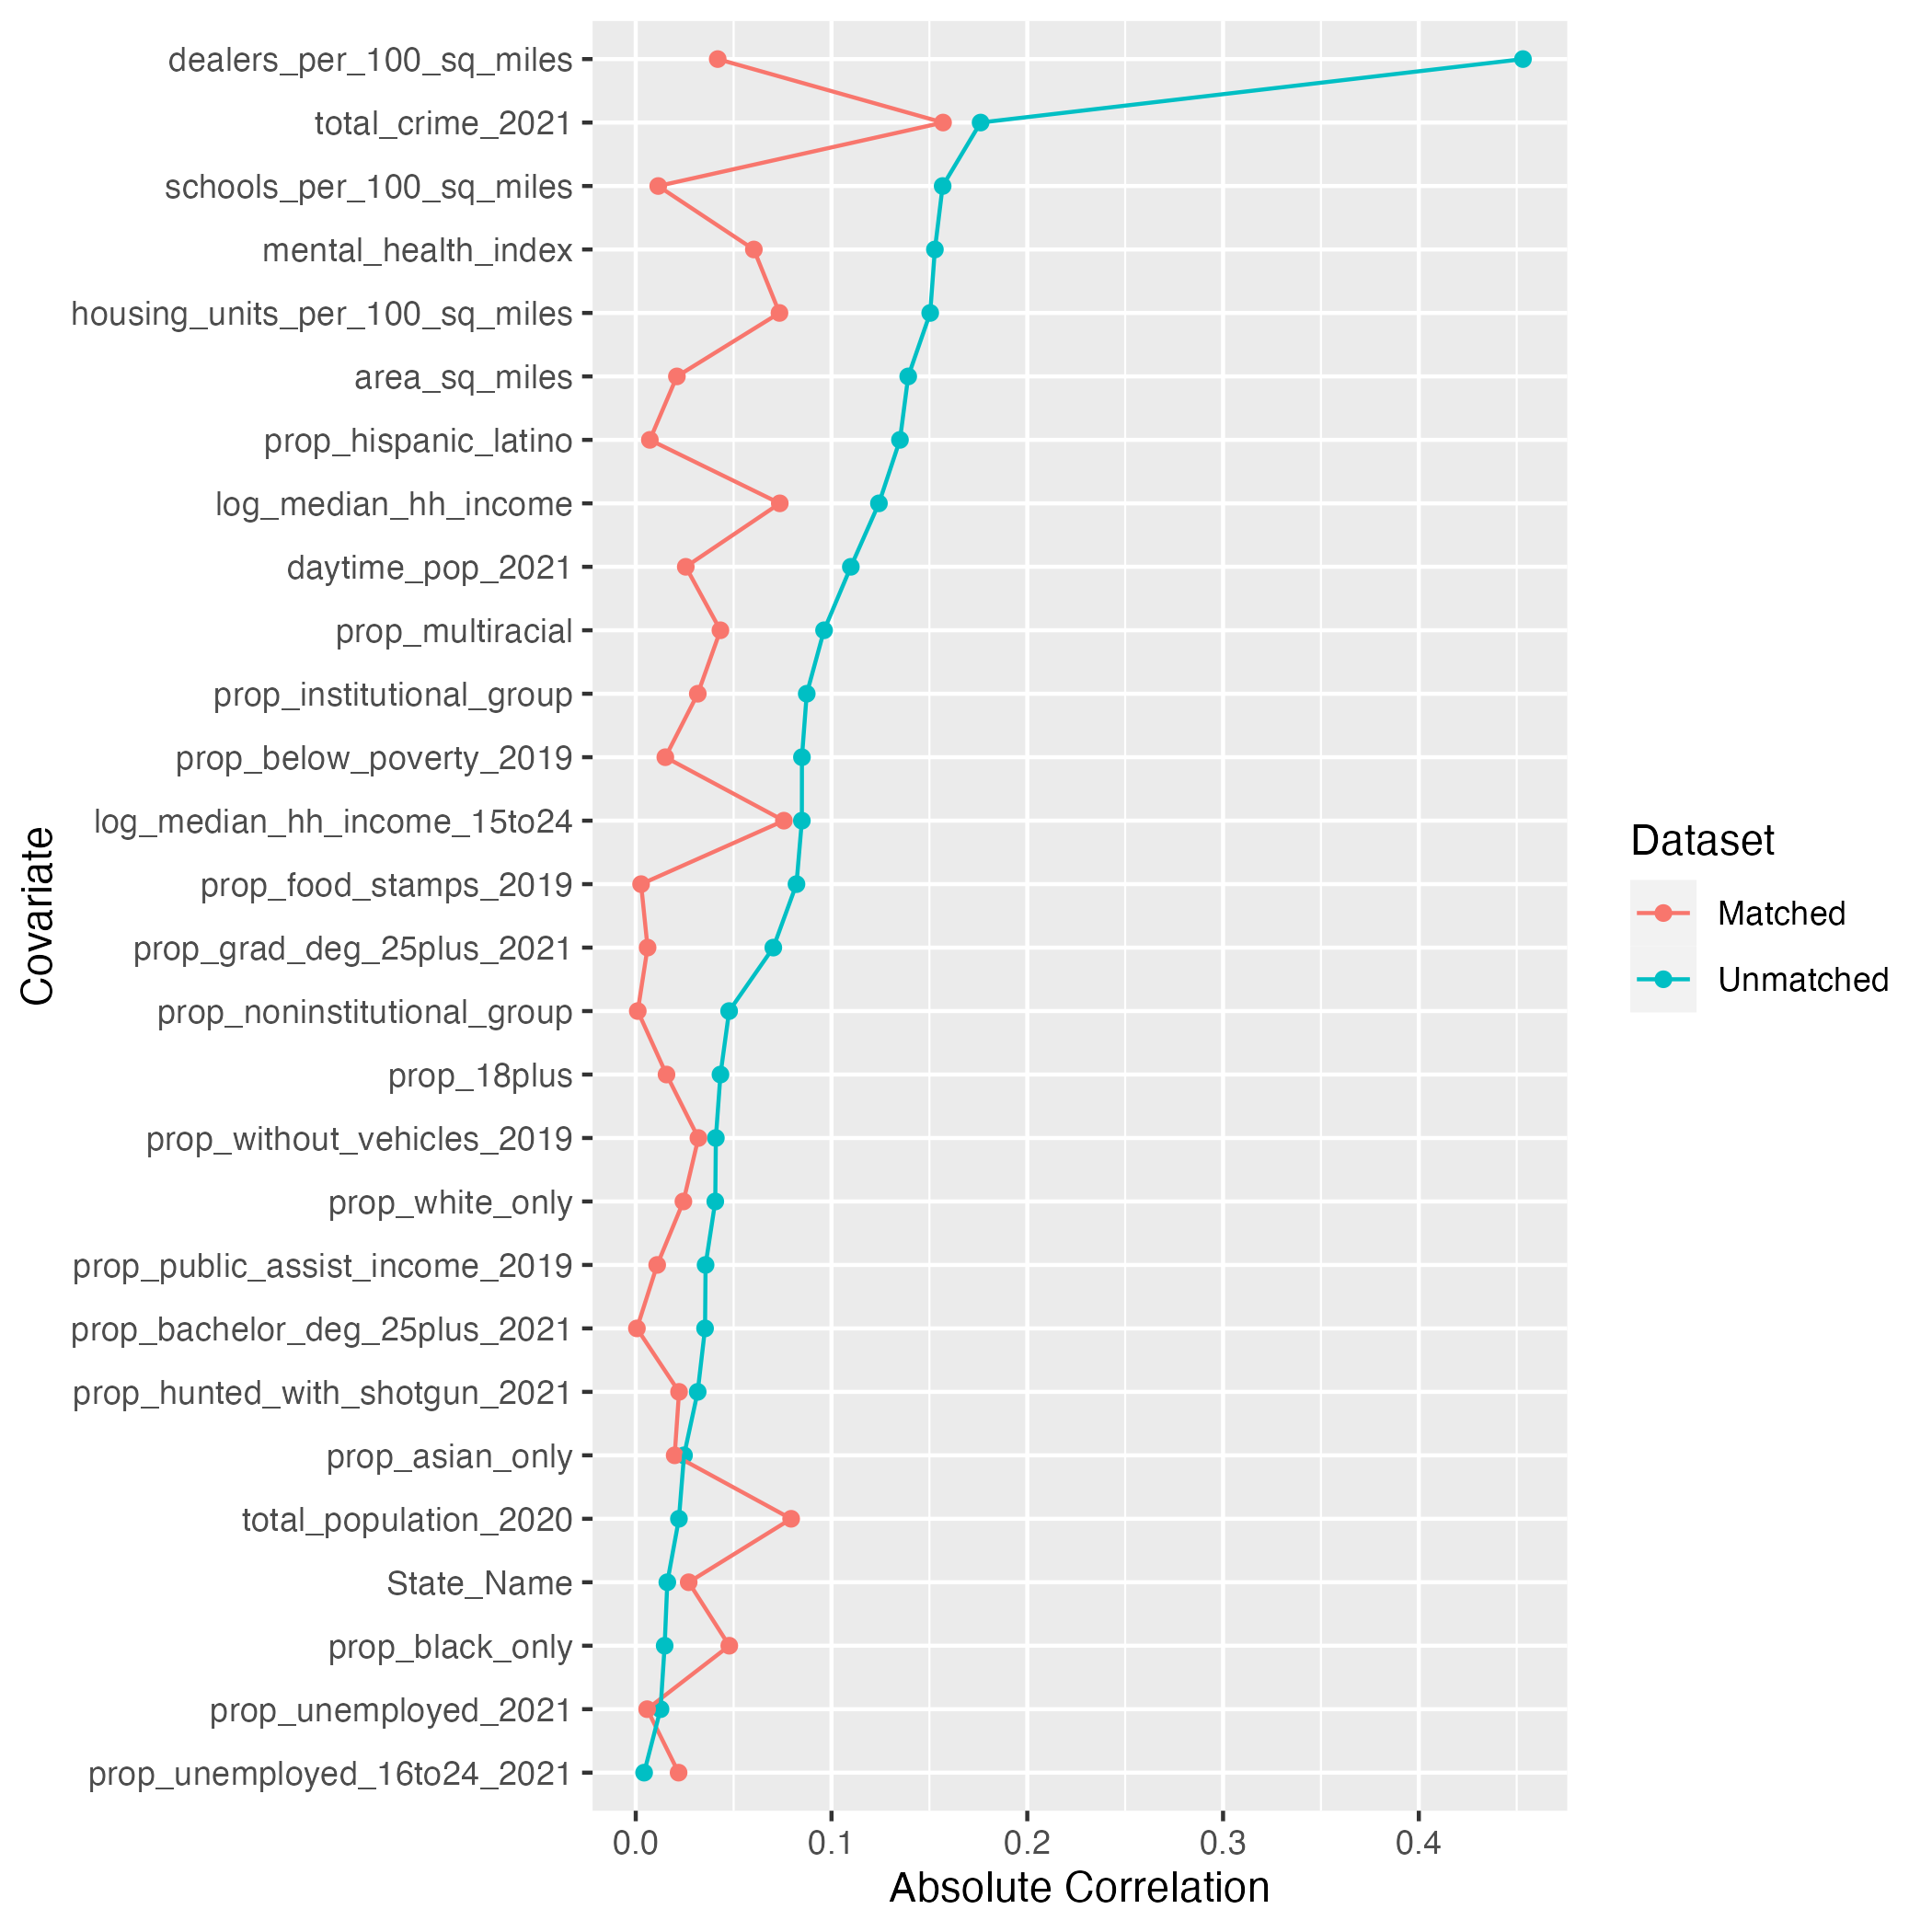 dealers_per_100_sq_miles
total_crime_2021
schools_per_100_sq_miles
mental_health_index
housing_units_per_100_sq_miles
area_sq_miles
prop_hispanic_latino
log_median_hh_income
daytime_pop_2021
prop_multiracial
prop_institutional_group
prop_below_poverty_2019
log_median_hh_income_15to24
prop_food_stamps_2019
prop_grad_deg_25plus_2021
prop_noninstitutional_group
prop_18plus
prop_without_vehicles_2019
prop_white_only
prop_public_assist_income_2019
prop_bachelor_deg_25plus_2021
prop_hunted_with_shotgun_2021
prop_asian_only
total_population_2020
State_Name
prop_black_only
prop_unemployed_2021
prop_unemployed_16to24_2021
Covariate
0.0 0.1 0.2 0.3 0.4
Absolute Correlation
Dataset
Matched
Unmatched